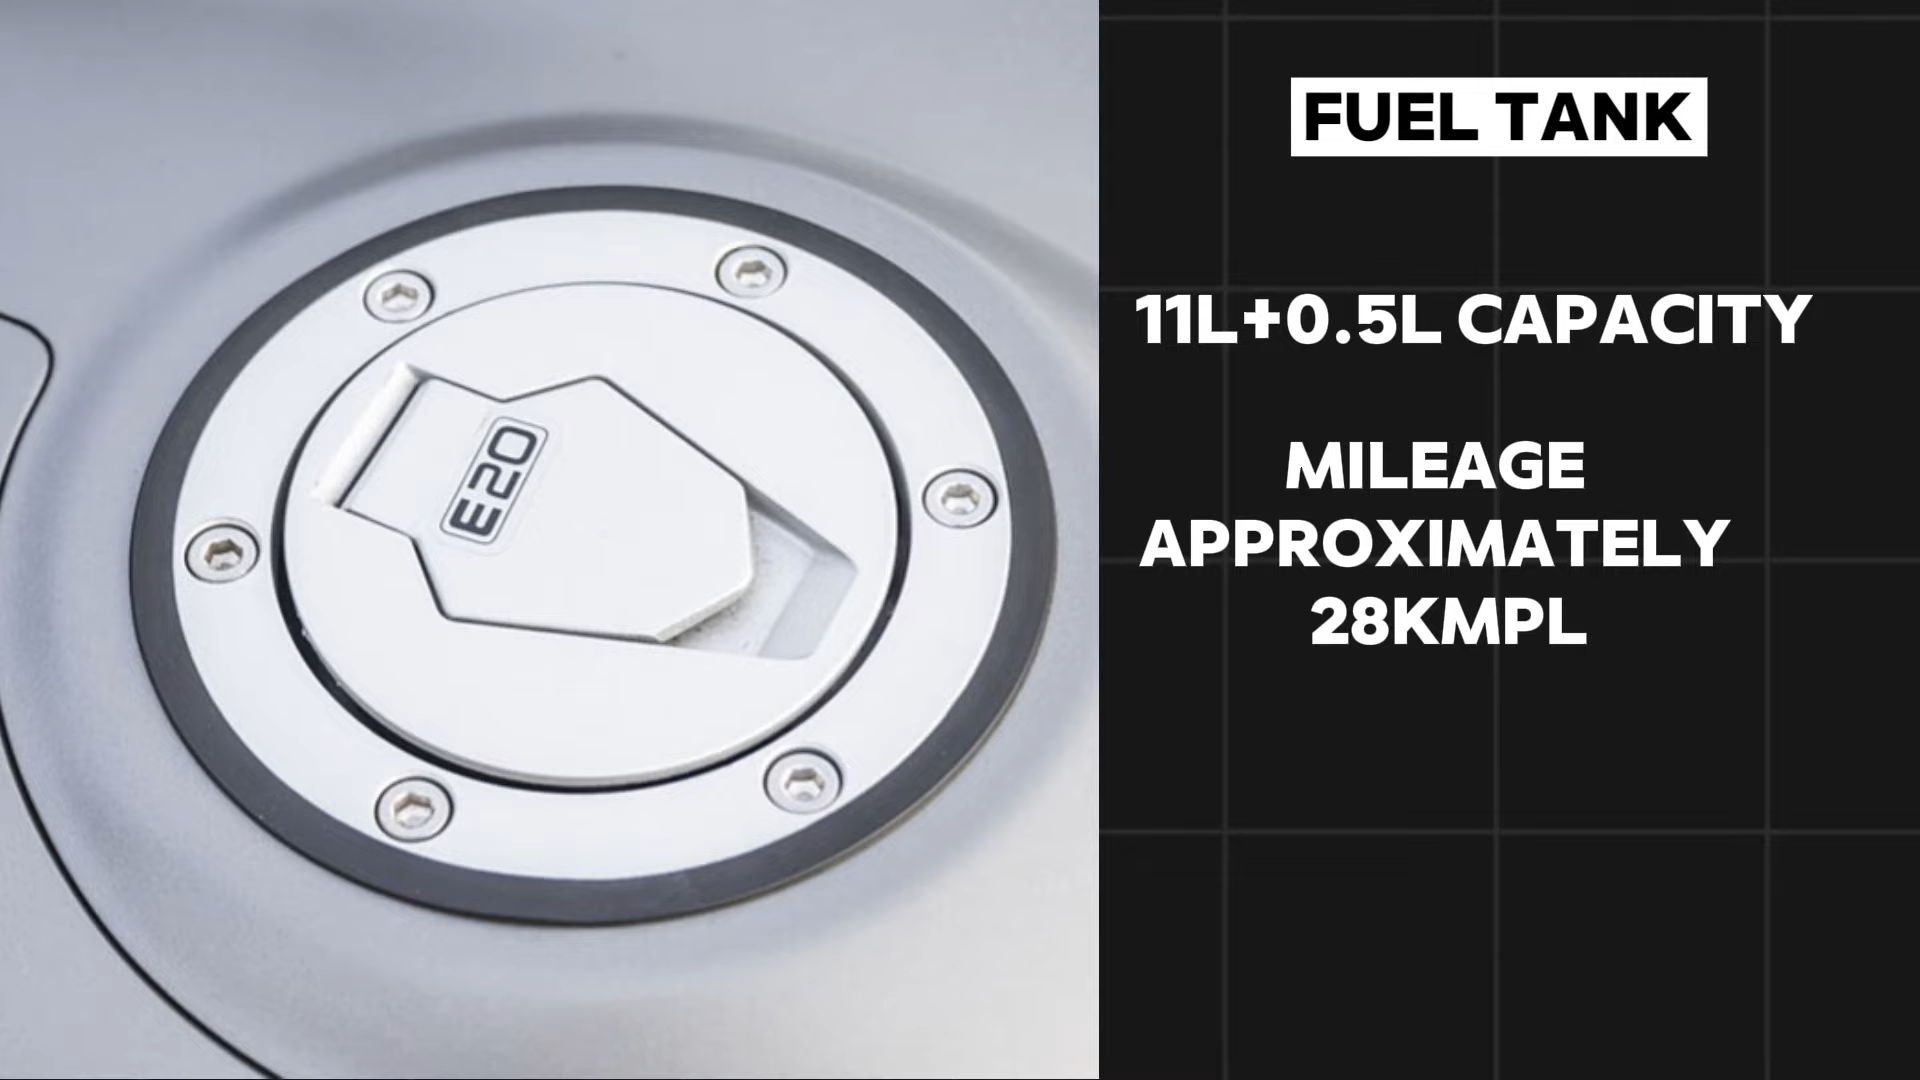 E20
FUEL TANK
11L+0.5L CAPACITY
MILEAGE
APPROXIMATELY
28KMPL